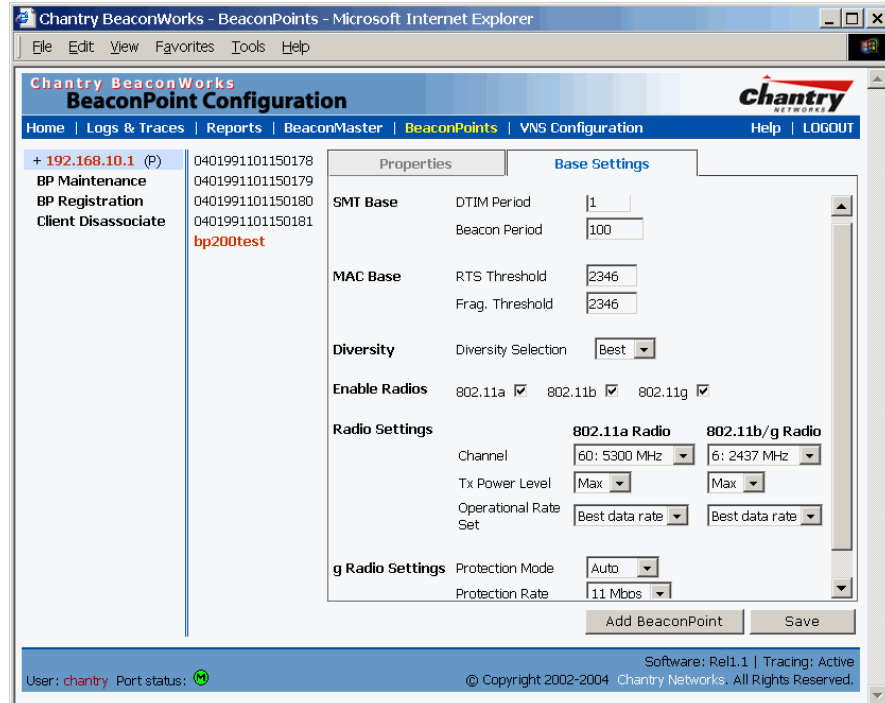 Chantry BeaconWorks - BeaconPoints - Microsoft Internet Explorer
File Edit View Favorites Tools Help
Chantry BeaconWorks
BeaconPoint Configuration
Chantry
NETWORKS
Home | Logs & Traces | Reports | BeaconMaster | BeaconPoints | VNS Configuration Help | LOGOUT
+ 192.168.10.1 (P)
BP Maintenance
BP Registration
Client Disassociate
0401991101150178
0401991101150179
0401991101150180
0401991101150181
bp200test
Properties Base Settings
SMT Base DTIM Period 1
Beacon Period 100
MAC Base RTS Threshold 2346
Frag. Threshold 2346
Diversity Diversity Selection Best
Enable Radios 802.11a 802.11b 802.11g
Radio Settings 802.11a Radio 802.11b/g Radio
Channel 60: 5300 MHz 6: 2437 MHz
Tx Power Level Max Max
Operational Rate Set Best data rate Best data rate
g Radio Settings Protection Mode Auto
Protection Rate 11 Mbps
Add BeaconPoint Save
Software: Rel1.1 | Tracing: Active
User: chantry Port status: M © Copyright 2002-2004 Chantry Networks. All Rights Reserved.